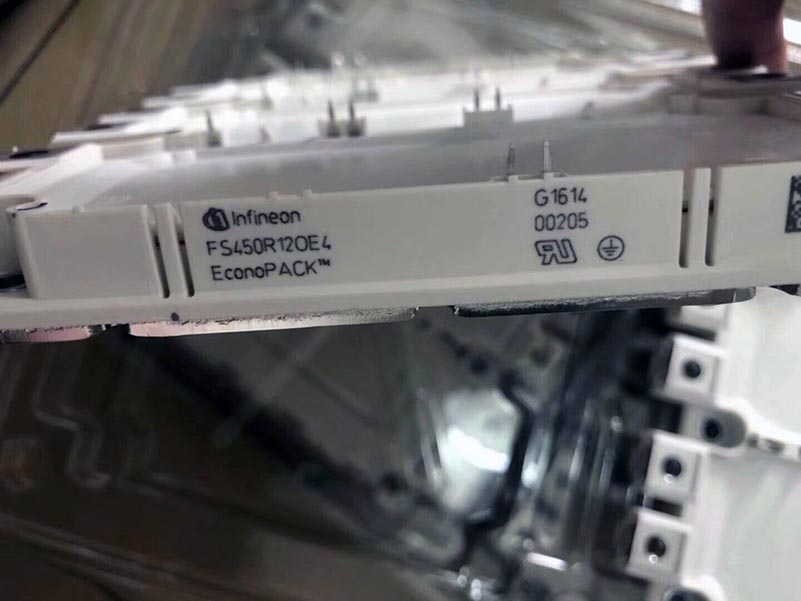 Infineon
FS450R12OE4
EconoPACK™
G1614
00205